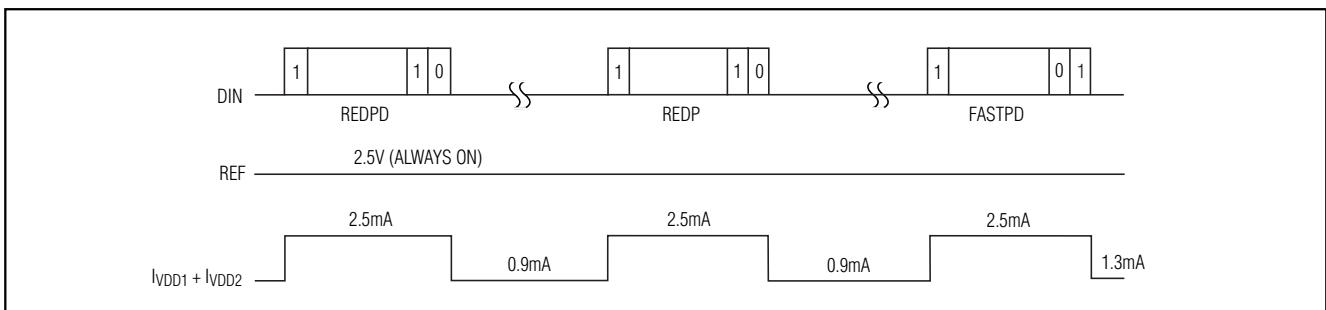 1 1 0 1 1 0 1 0 1
DIN
REDPD REDP FASTPD
2.5V (ALWAYS ON)
REF
2.5mA 2.5mA 2.5mA
0.9mA 0.9mA 1.3mA
IVDD1 + IVDD2